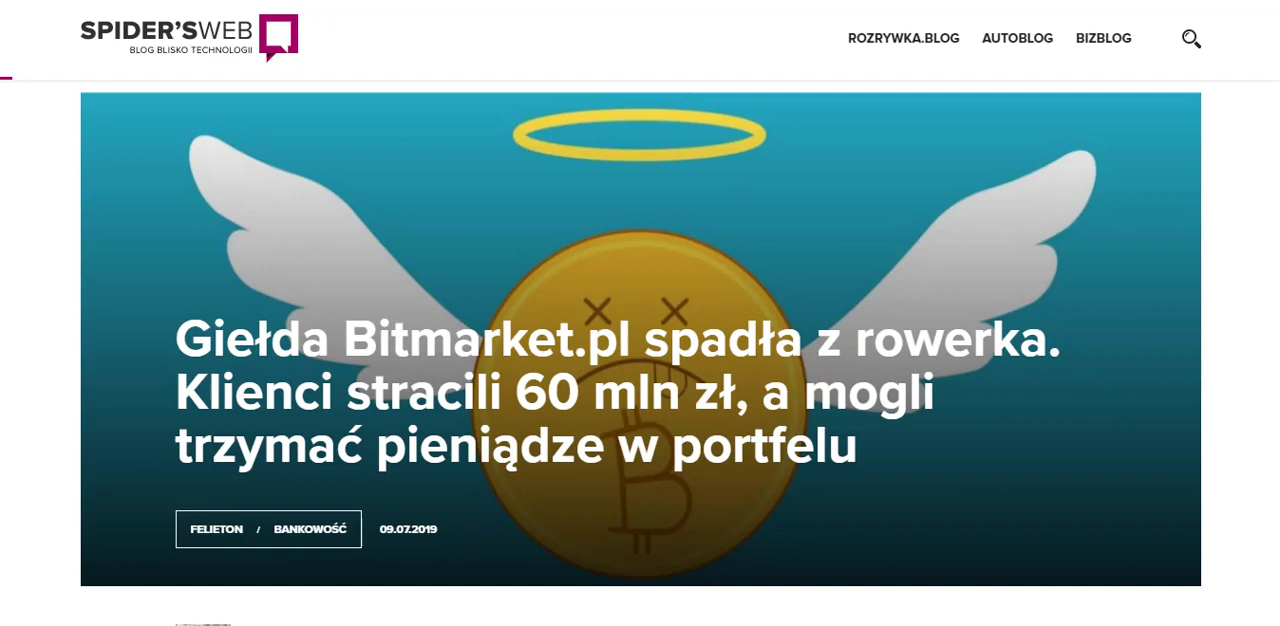 SPIDER'SWEB
BLOG BLISKO TECHNOLOGII
ROZRYWKA.BLOG AUTOBLOG BIZBLOG
Giełda Bitmarket.pl spadła z rowerka.
Klienci stracili 60 mln zł, a mogli
trzymać pieniądze w portfelu
FELIETON / BANKOWOŚĆ 09.07.2019